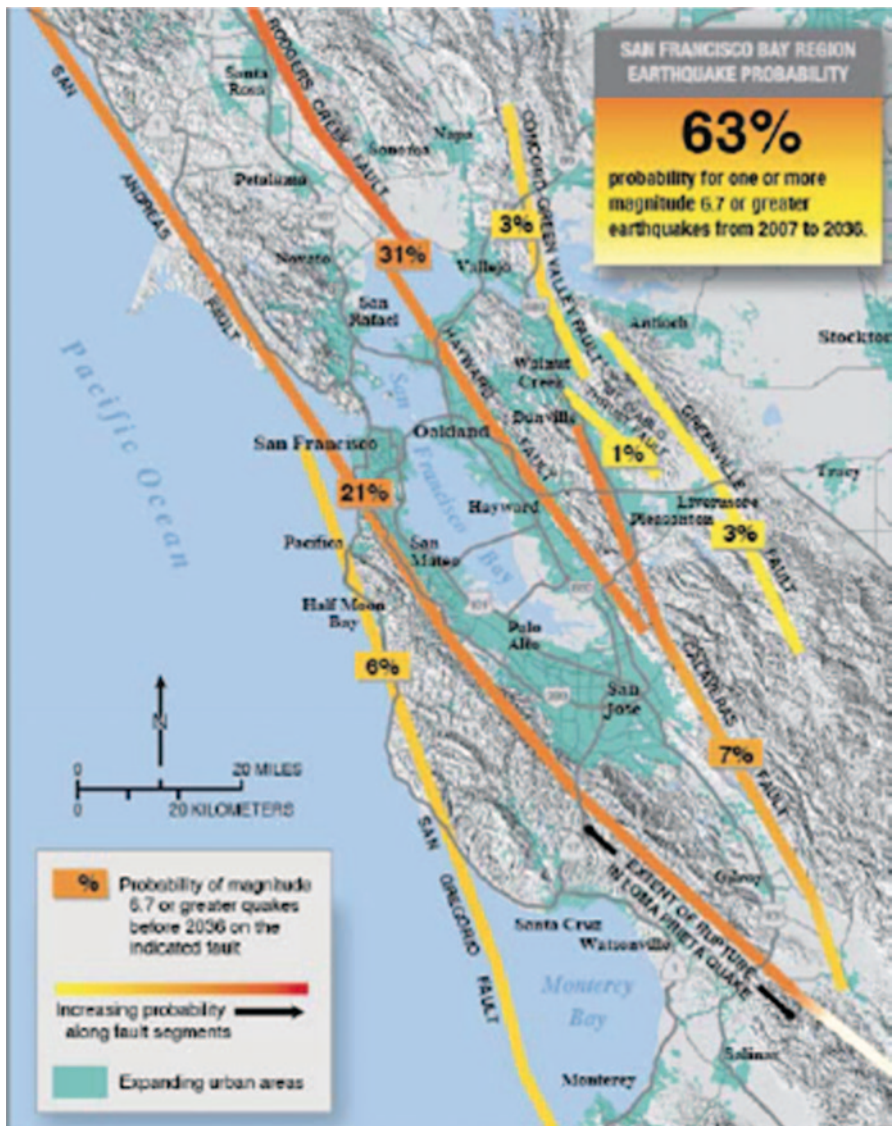 SAN FRANCISCO BAY REGION
EARTHQUAKE PROBABILITY
63%
probability for one or more
magnitude 6.7 or greater
earthquakes from 2007 to 2036.
SAN ANDREAS FAULT
RODGERS CREEK FAULT
Santa
Rosa
Sonoma
Napa
Petaluma
CONCORD GREEN VALLEY FAULT
3%
31%
Novato
Vallejo
San
Rafael
HAYWARD FAULT
Antioch
Stockton
Walnut
Creek
MT. DIABLO
THRUST FAULT
GREENVILLE FAULT
Pacific Ocean
San Francisco Bay
Danville
Oakland
San Francisco
1%
Tracy
21%
Hayward
Livermore
Pleasanton
3%
Pacifica
San
Mateo
Half Moon
Bay
Palo
Alto
6%
CALAVERAS FAULT
San
Jose
7%
N
0 20 MILES
0 20 KILOMETERS
SAN GREGORIO FAULT
EXTENT OF RUPTURE
IN LOMA PRIETA QUAKE
Gilroy
Santa Cruz
Watsonville
Monterey
Bay
Salinas
Monterey
% Probability of magnitude
6.7 or greater quakes
before 2036 on the
indicated fault
Increasing probability
along fault segments
Expanding urban areas